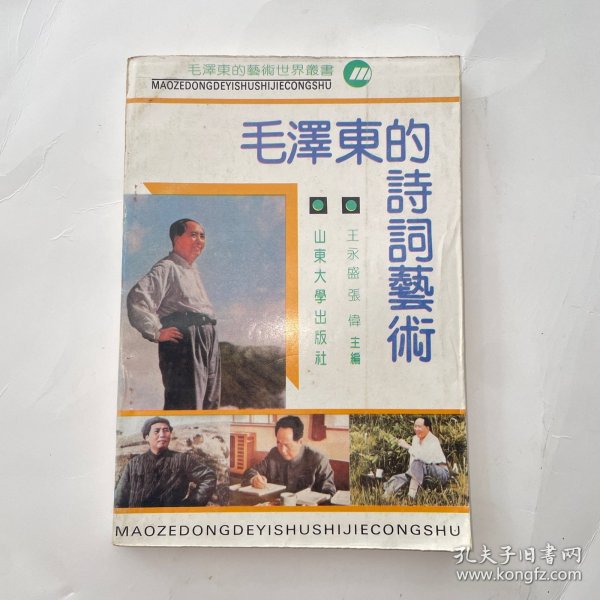 毛澤東的藝術世界叢書
MAOZEDONGDEYISHUSHIJIECONGSHU
毛澤東的
詩詞藝術
王永盛 張偉 主編
山東大學出版社
MAOZEDONGDEYISHUSHIJIECONGSHU
孔夫子旧书网
www.kongfz.com